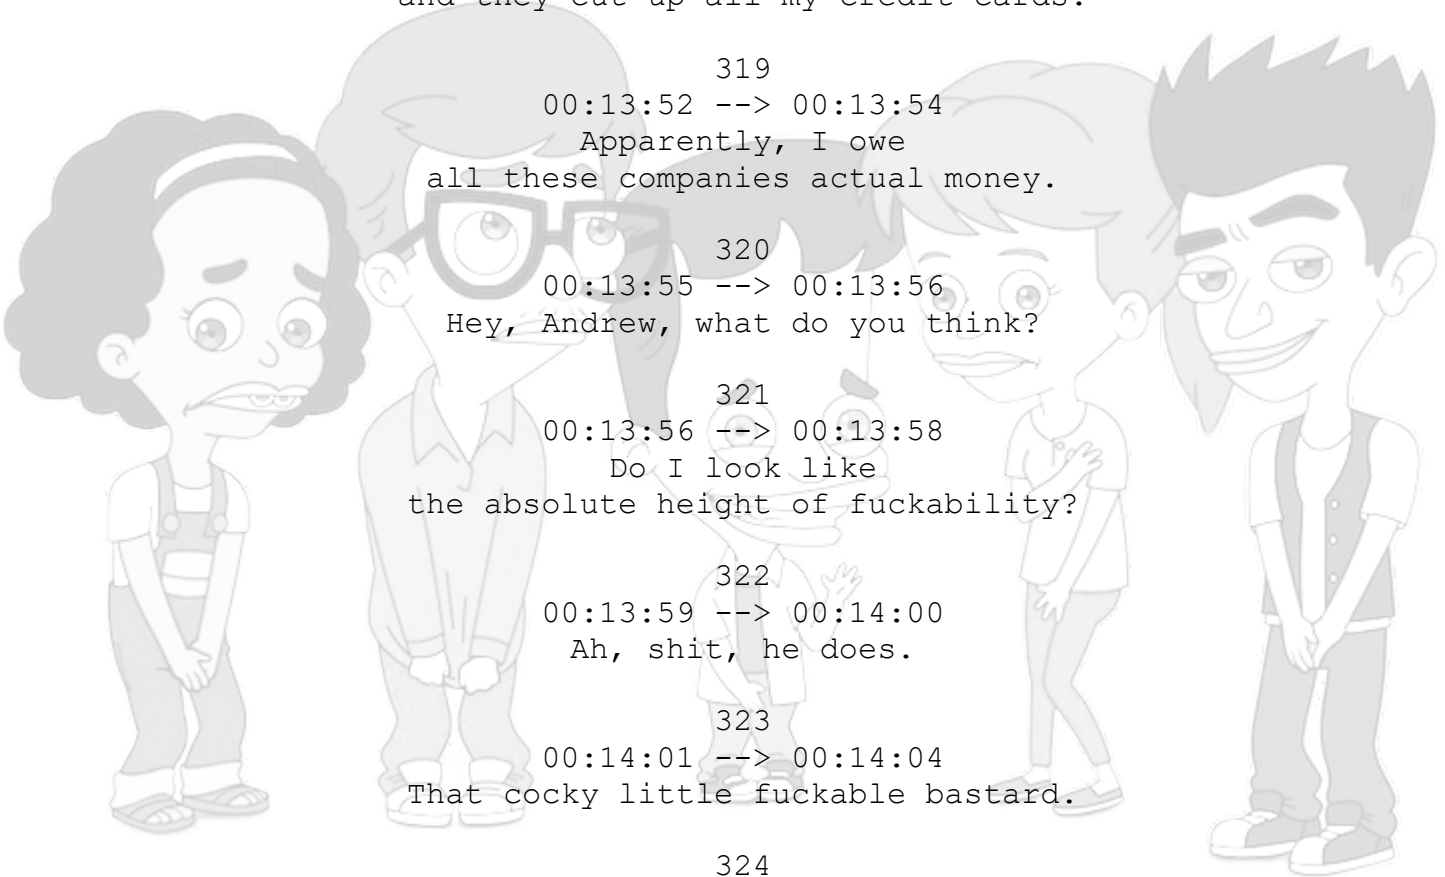 and they cut up all my credit cards.
319
00:13:52 --> 00:13:54
Apparently, I owe
all these companies actual money.
320
00:13:55 --> 00:13:56
Hey, Andrew, what do you think?
321
00:13:56 --> 00:13:58
Do I look like
the absolute height of fuckability?
322
00:13:59 --> 00:14:00
Ah, shit, he does.
323
00:14:01 --> 00:14:04
That cocky little fuckable bastard.
324